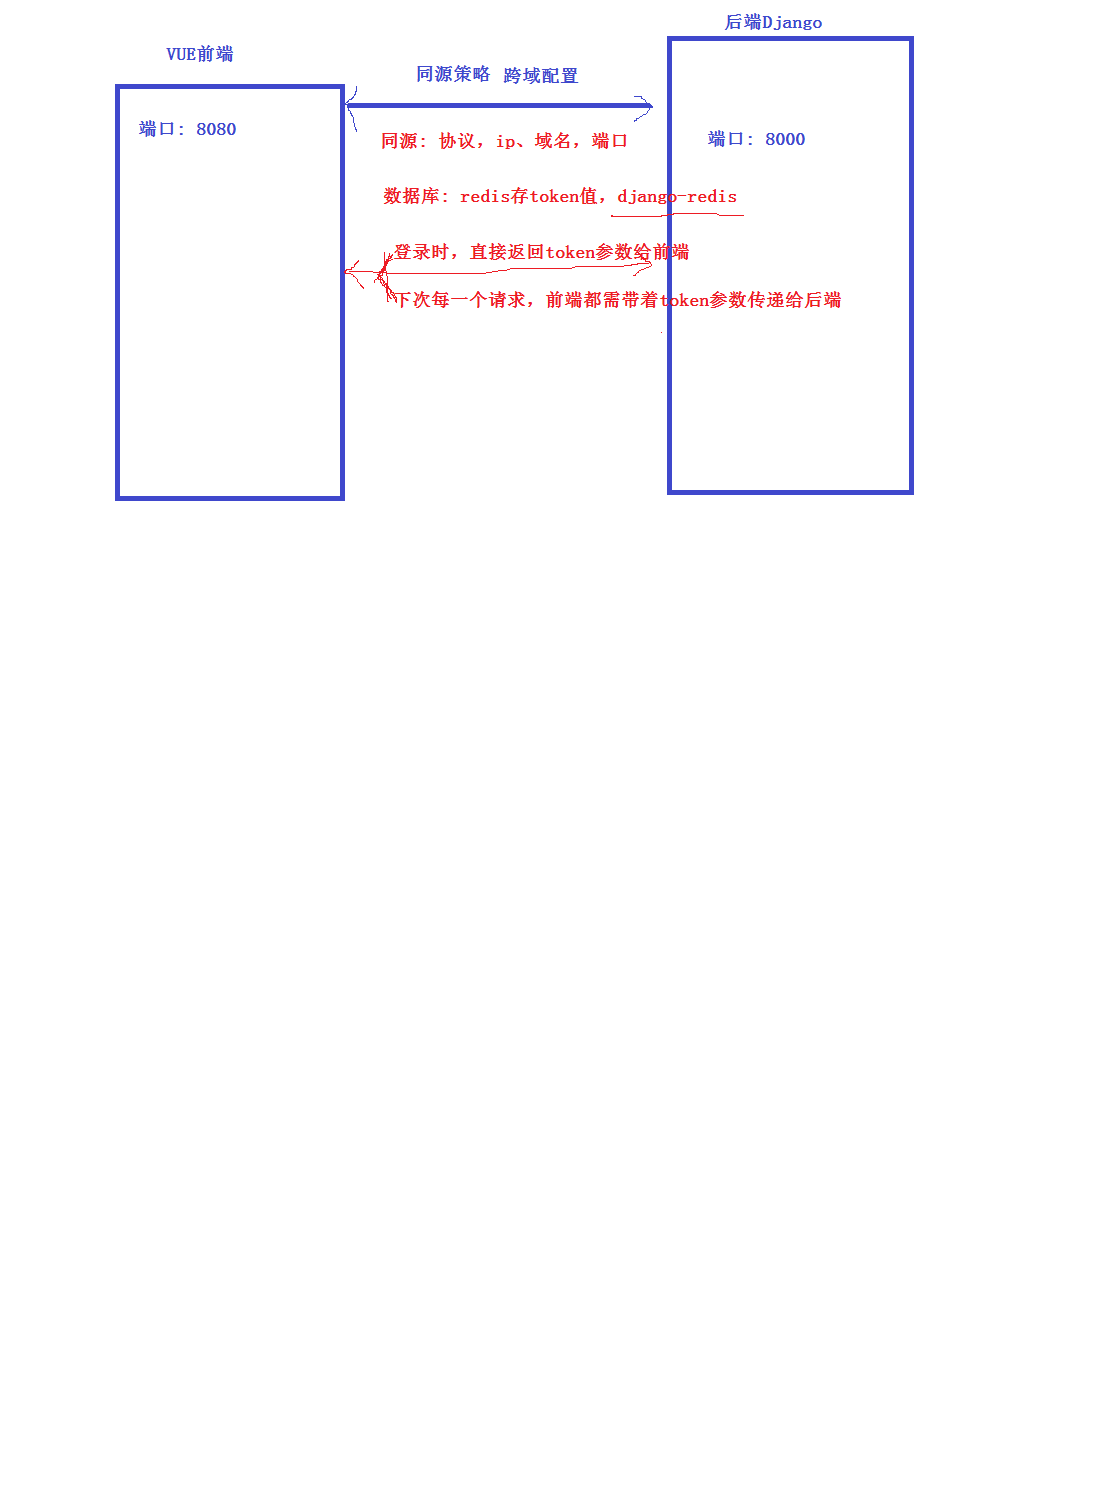 后端Django
VUE前端
同源策略 跨域配置
端口: 8080
端口: 8000
同源: 协议, ip、域名, 端口
数据库: redis存token值, django-redis
登录时, 直接返回token参数给前端
下次每一个请求, 前端都需带着token参数传递给后端